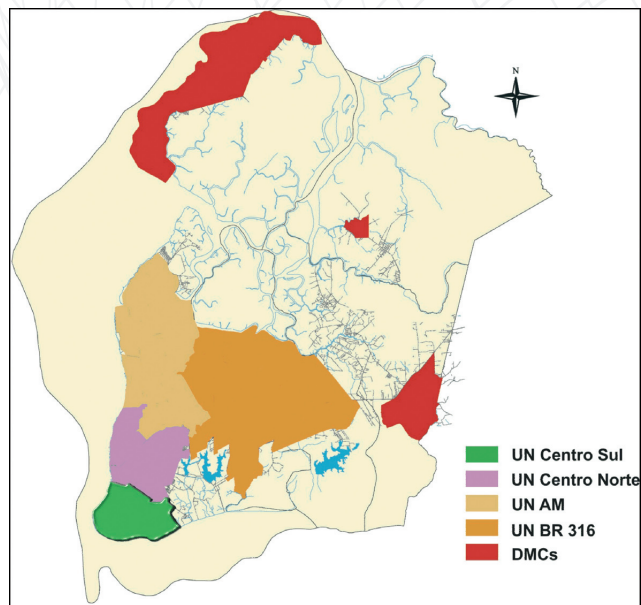 N
UN Centro Sul
UN Centro Norte
UN AM
UN BR 316
DMCs